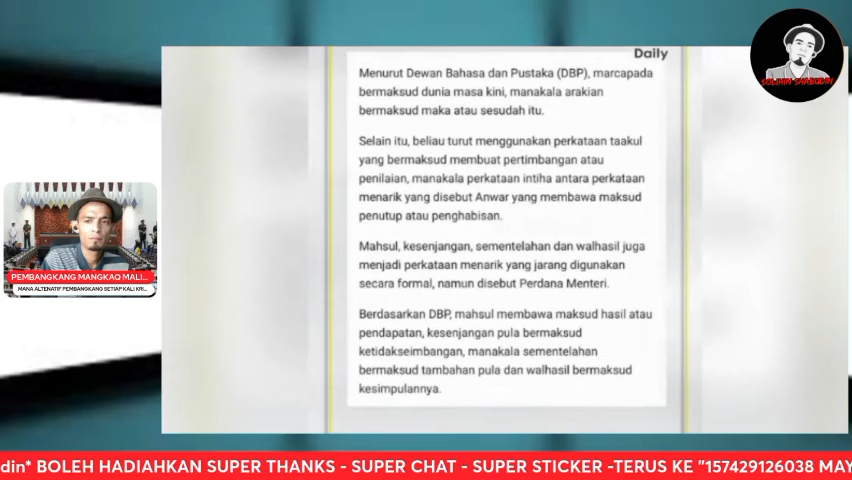 Daily
SOLIHIN SHABUDIN
Menurut Dewan Bahasa dan Pustaka (DBP), marcapada
bermaksud dunia masa kini, manakala arakian
bermaksud maka atau sesudah itu.
Selain itu, beliau turut menggunakan perkataan taakul
yang bermaksud membuat pertimbangan atau
penilaian, manakala perkataan intiha antara perkataan
menarik yang disebut Anwar yang membawa maksud
penutup atau penghabisan.
Mahsul, kesenjangan, sementelahan dan walhasil juga
menjadi perkataan menarik yang jarang digunakan
secara formal, namun disebut Perdana Menteri.
Berdasarkan DBP, mahsul membawa maksud hasil atau
pendapatan, kesenjangan pula bermaksud
ketidakseimbangan, manakala sementelahan
bermaksud tambahan pula dan walhasil bermaksud
kesimpulannya.
PEMBANGKANG MANGKAQ MALI...
MANA ALTENATIF PEMBANGKANG SETIAP KALI KRI...
din* BOLEH HADIAHKAN SUPER THANKS - SUPER CHAT - SUPER STICKER -TERUS KE "157429126038 MAY